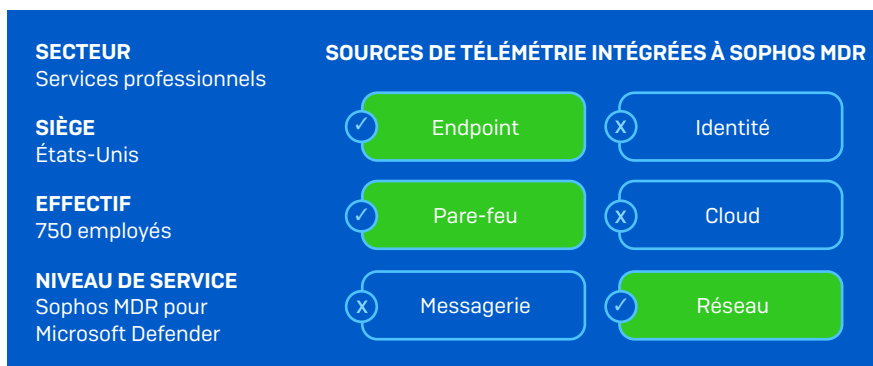 SECTEUR
Services professionnels
SIÈGE
États-Unis
EFFECTIF
750 employés
NIVEAU DE SERVICE
Sophos MDR pour
Microsoft Defender
SOURCES DE TÉLÉMÉTRIE INTÉGRÉES À SOPHOS MDR
✓ Endpoint
x Identité
✓ Pare-feu
x Cloud
x Messagerie
✓ Réseau